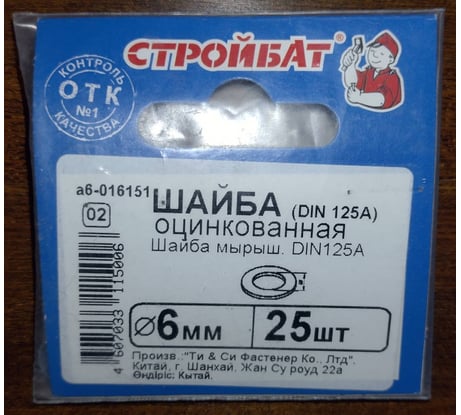 СТРОЙБАТ®
КОНТРОЛЬ
ОТК
№1
КАЧЕСТВА
а6-016151
ШАЙБА (DIN 125A)
02
оцинкованная
Шайба мырыш. DIN125A
4 607033 115006
⌀6мм
25шт
Произв.:"Ти & Си Фастенер Ко., Лтд".
Китай, г. Шанхай, Жан Су роуд 22а
Өндіріс: Кытай.